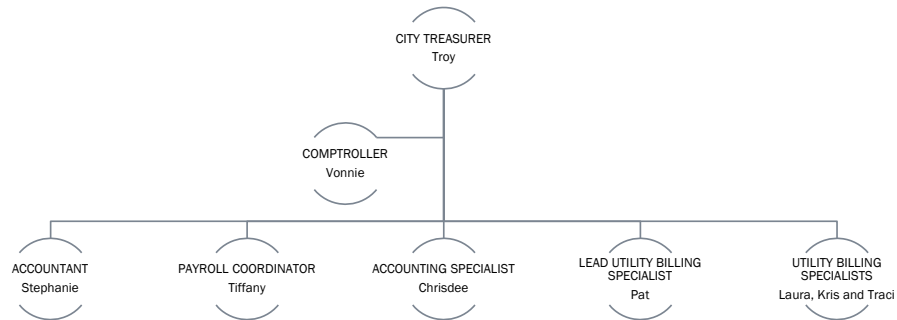 CITY TREASURER
Troy
COMPTROLLER
Vonnie
ACCOUNTANT
Stephanie
PAYROLL COORDINATOR
Tiffany
ACCOUNTING SPECIALIST
Chrisdee
LEAD UTILITY BILLING
SPECIALIST
Pat
UTILITY BILLING
SPECIALISTS
Laura, Kris and Traci